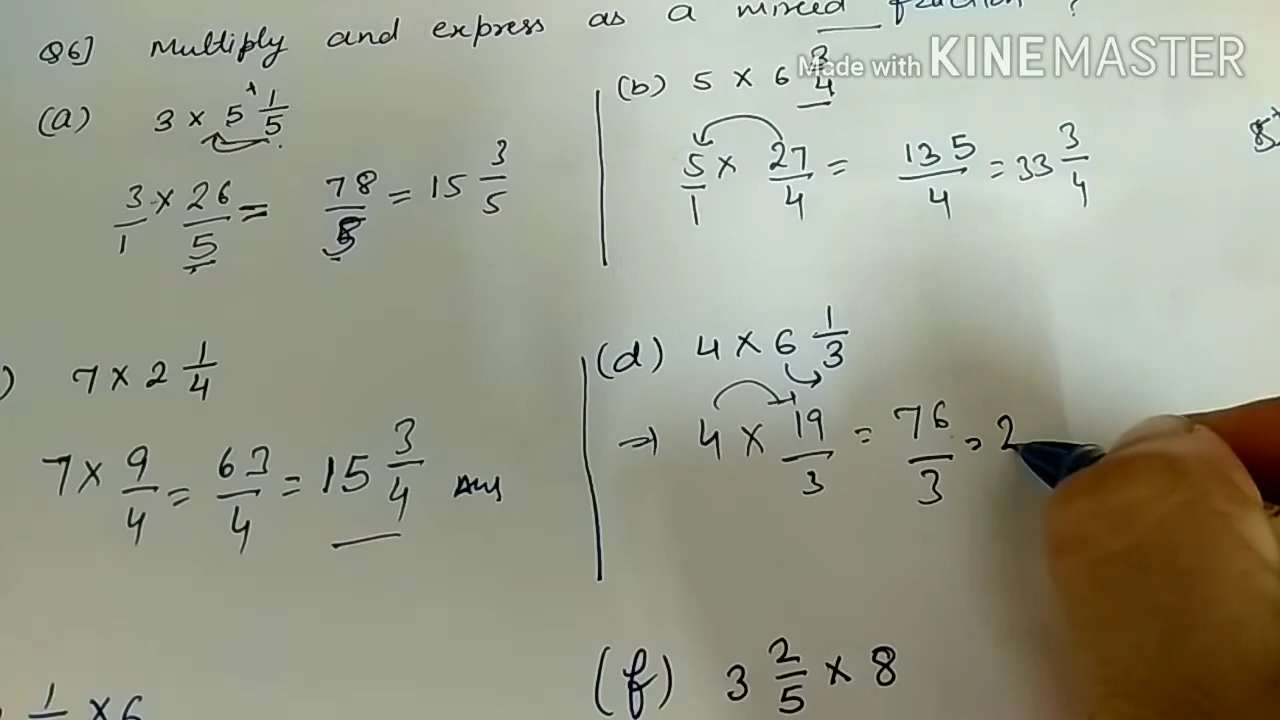 Q6] Multiply and express as a mixed fraction ?
Made with KINEMASTER
(a) 3 × 5 1/5
3/1 × 26/5 = 78/5 = 15 3/5
(b) 5 × 6 3/4
5/1 × 27/4 = 135/4 = 33 3/4
) 7 × 2 1/4
7 × 9/4 = 63/4 = 15 3/4 Ans
(d) 4 × 6 1/3
⇒ 4 × 19/3 = 76/3 = 2
1/ × 6
(f) 3 2/5 × 8